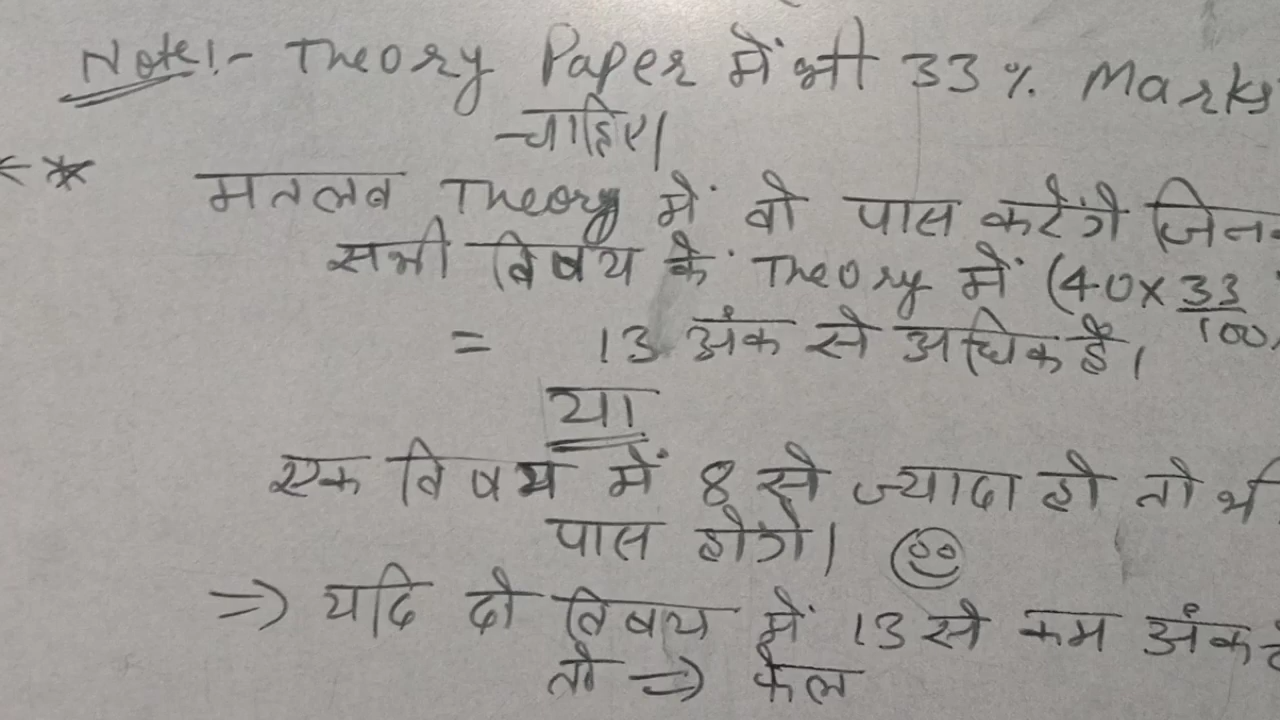 Note!- Theory Paper में भी 33% Marks
चाहिए।
मतलब Theory में वो पास करेंगे
सभी विषय के Theory में (40x 33/100
= 13 अंक से अधिक है।
या
एक विषय में 8 से ज्यादा हो तो
पास होगे।
=> यदि दो विषय में 13 से कम अंक
तो => फेल